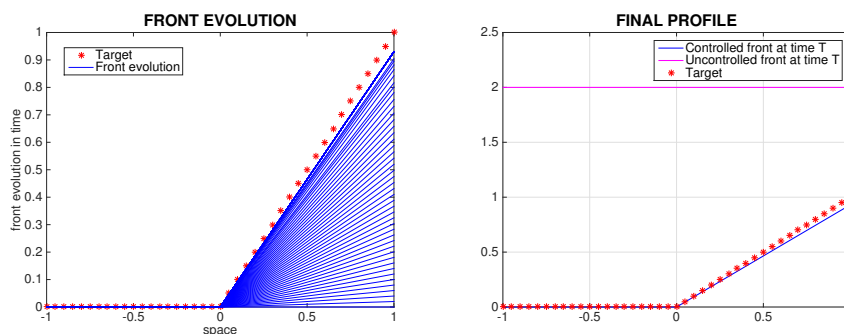 FRONT EVOLUTION
Target
Front evolution
front evolution in time
1
0.9
0.8
0.7
0.6
0.5
0.4
0.3
0.2
0.1
0
-1
-0.5
0
0.5
1
space
FINAL PROFILE
Controlled front at time T
Uncontrolled front at time T
Target
2.5
2
1.5
1
0.5
0
-1
-0.5
0
0.5